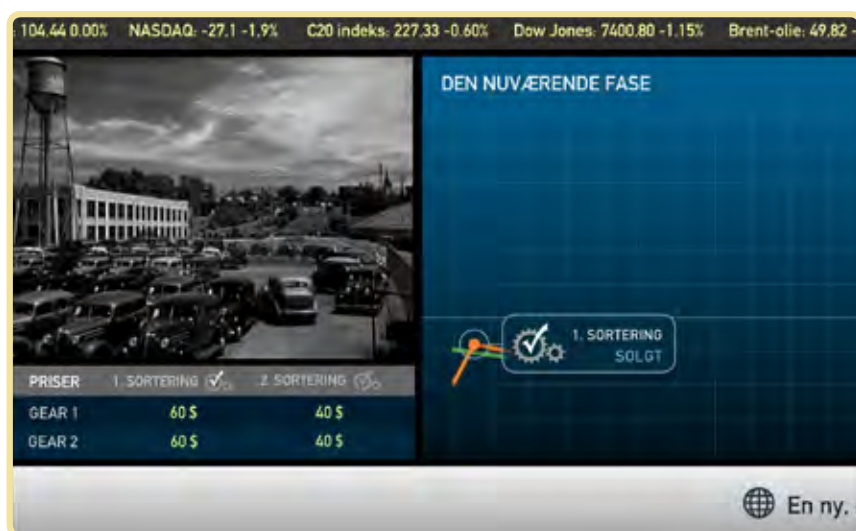 : 104.44 0.00% NASDAQ: -27.1 -1,9% C20 indeks: 227,33 -0.60% Dow Jones: 7400.80 -1.15% Brent-olie: 49,82 -
DEN NUVÆRENDE FASE
1. SORTERING
SOLGT
PRISER 1. SORTERING 2. SORTERING
GEAR 1 60 $ 40 $
GEAR 2 60 $ 40 $
En ny.